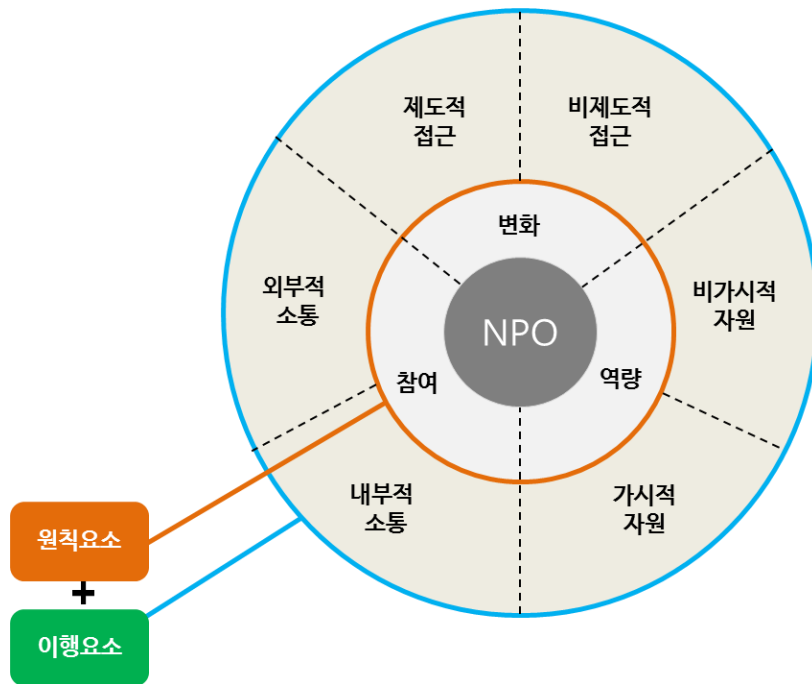 제도적
접근
비제도적
접근
변화
외부적
소통
비가시적
자원
NPO
참여
역량
내부적
소통
가시적
자원
원칙요소
+
이행요소